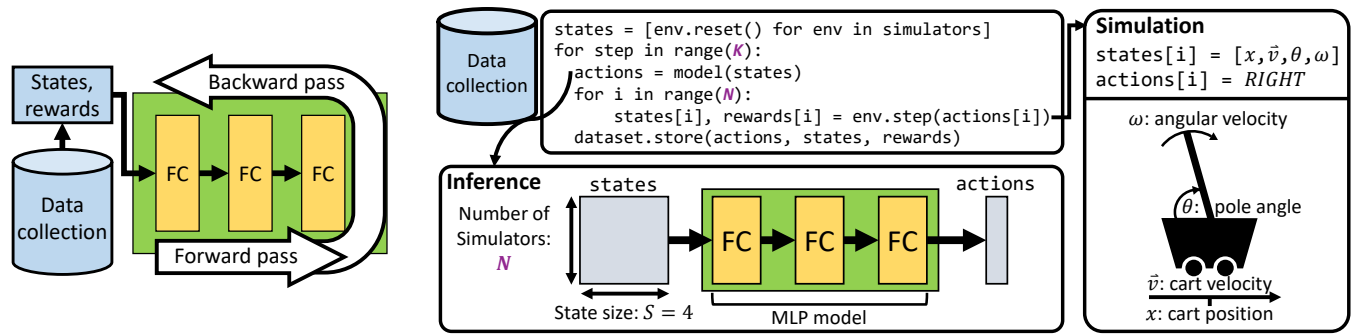 States,
rewards
Data
collection
Backward pass
FC
FC
FC
Forward pass
Data
collection
states = [env.reset() for env in simulators]
for step in range(K):
actions = model(states)
for i in range(N):
states[i], rewards[i] = env.step(actions[i])
dataset.store(actions, states, rewards)
Inference
states
actions
Number of
Simulators:
N
FC
FC
FC
State size: S = 4
MLP model
Simulation
states[i] = [x, v⃗, θ, ω]
actions[i] = RIGHT
ω: angular velocity
θ: pole angle
v⃗: cart velocity
x: cart position